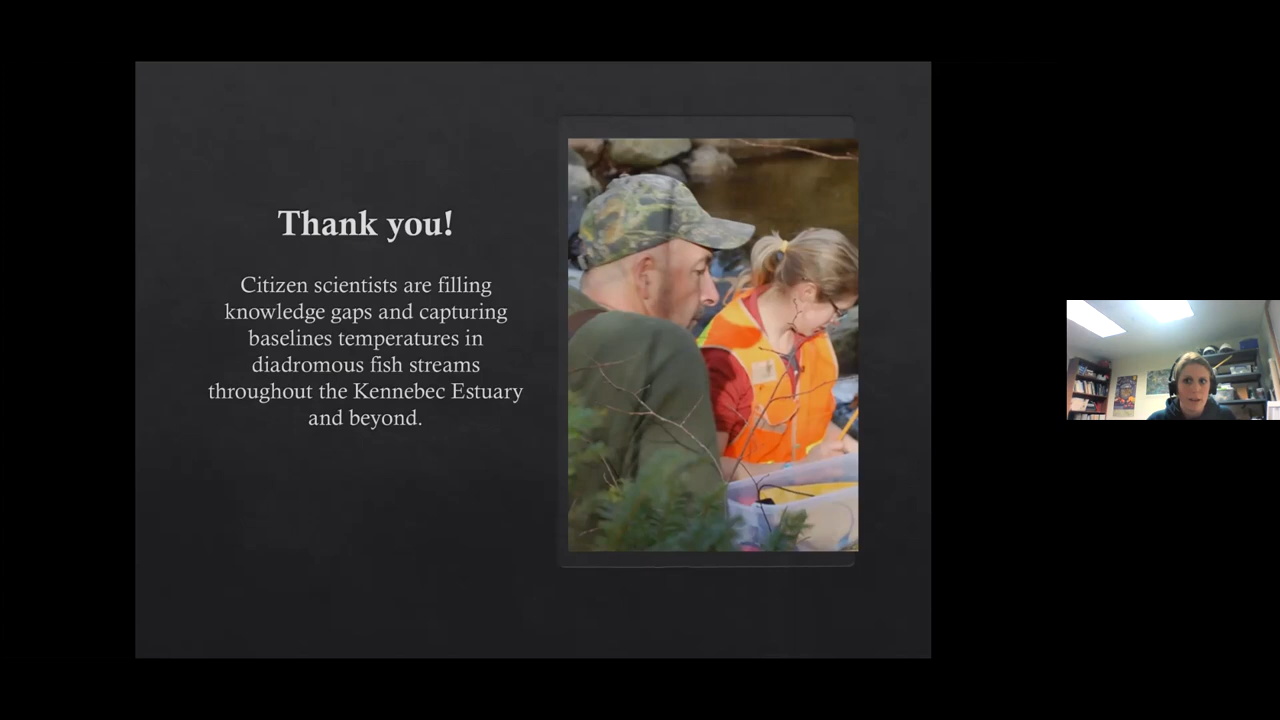 Thank you!
Citizen scientists are filling
knowledge gaps and capturing
baselines temperatures in
diadromous fish streams
throughout the Kennebec Estuary
and beyond.